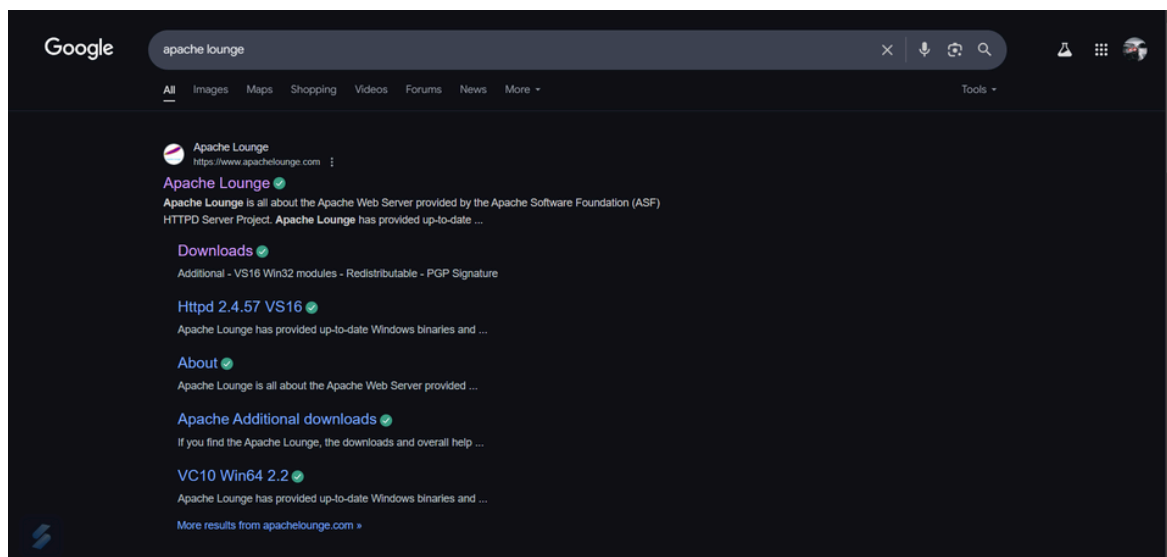 Google
apache lounge
All Images Maps Shopping Videos Forums News More
Tools
Apache Lounge
https://www.apachelounge.com
Apache Lounge
Apache Lounge is all about the Apache Web Server provided by the Apache Software Foundation (ASF)
HTTPD Server Project. Apache Lounge has provided up-to-date ...
Downloads
Additional - VS16 Win32 modules - Redistributable - PGP Signature
Httpd 2.4.57 VS16
Apache Lounge has provided up-to-date Windows binaries and ...
About
Apache Lounge is all about the Apache Web Server provided ...
Apache Additional downloads
If you find the Apache Lounge, the downloads and overall help ...
VC10 Win64 2.2
Apache Lounge has provided up-to-date Windows binaries and ...
More results from apachelounge.com »